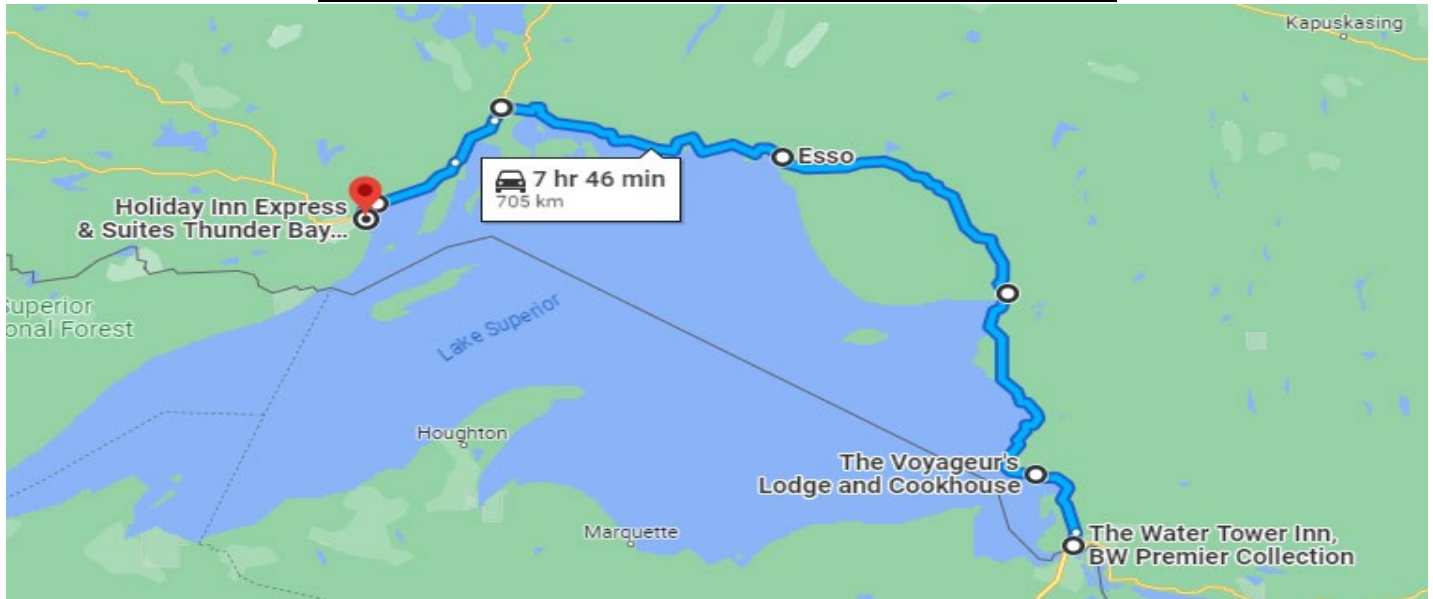 Kapuskasing
Esso
7 hr 46 min
705 km
Holiday Inn Express
& Suites Thunder Bay...
Superior
onal Forest
Lake Superior
Houghton
The Voyageur's
Lodge and Cookhouse
Marquette
The Water Tower Inn,
BW Premier Collection